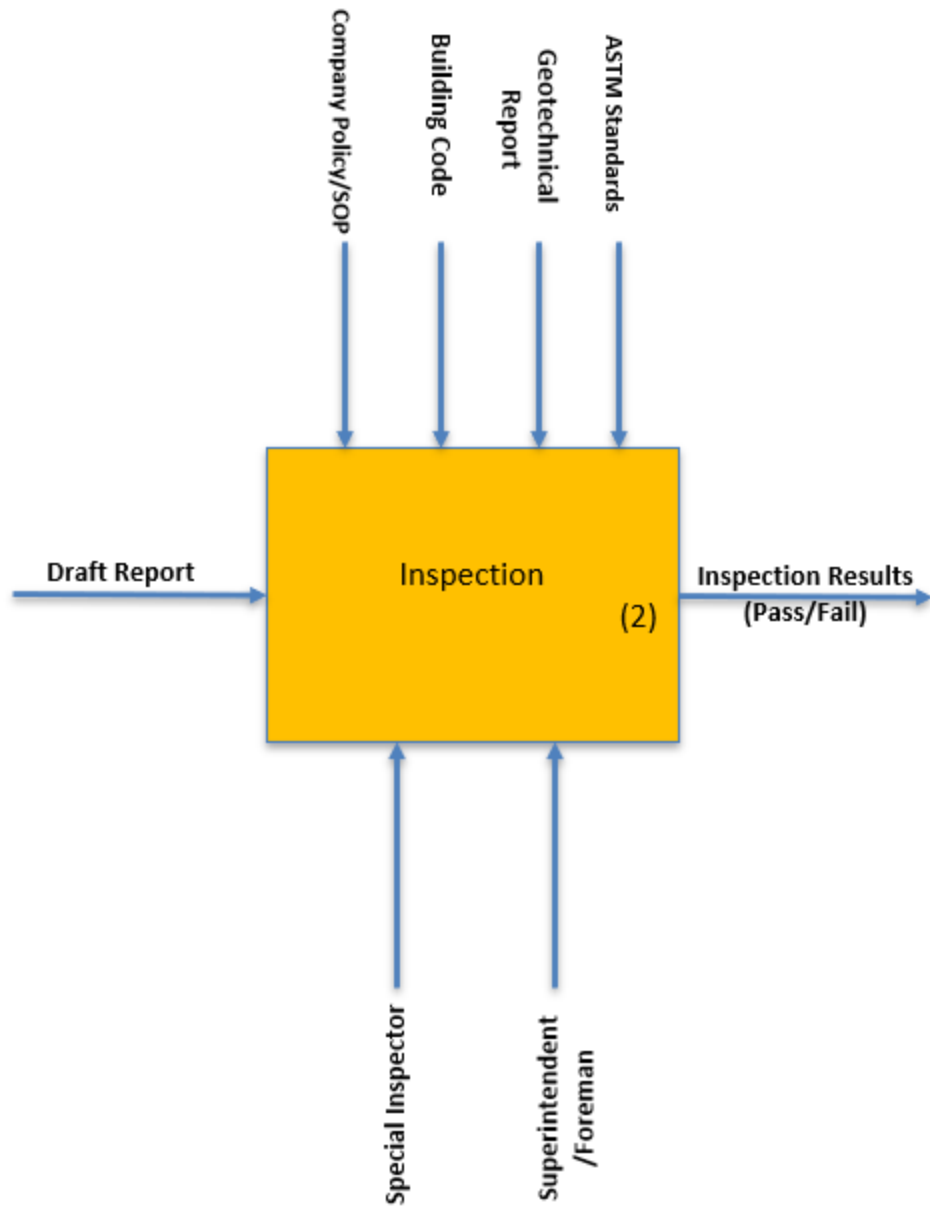 Company Policy/SOP
Building Code
Geotechnical
Report
ASTM Standards
Draft Report
Inspection
(2)
Inspection Results
(Pass/Fail)
Special Inspector
Superintendent
/Foreman